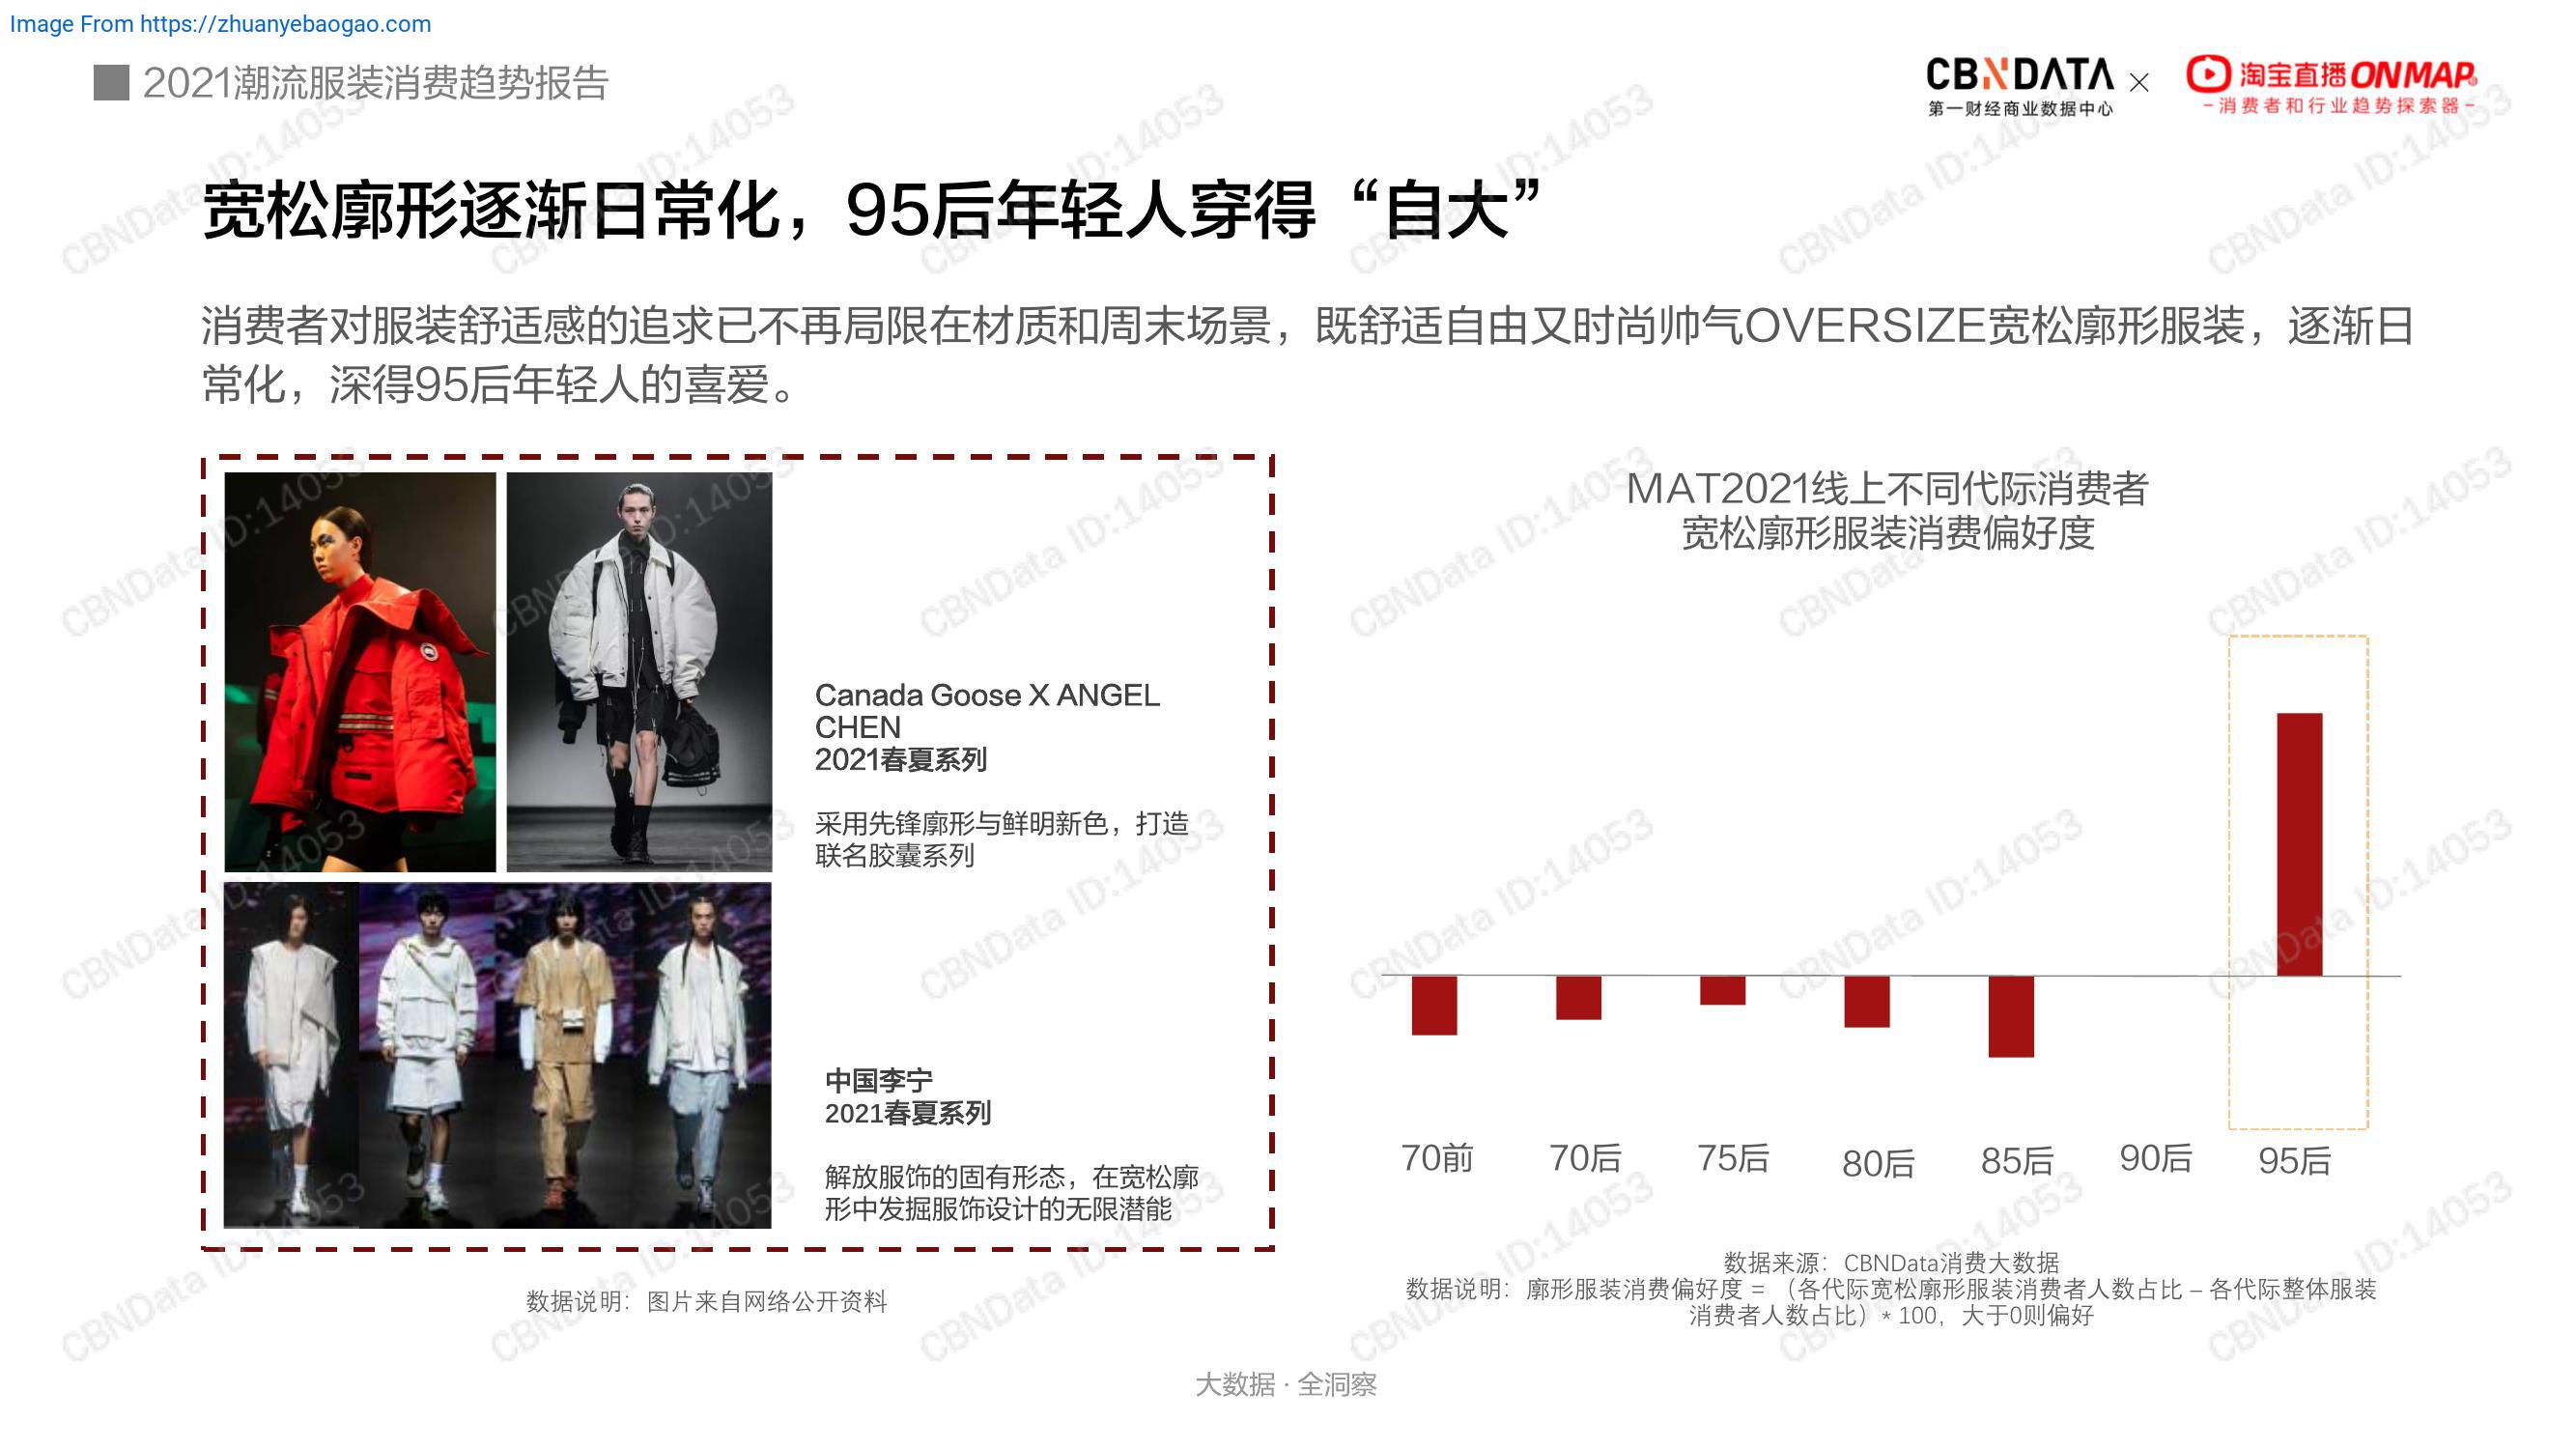 Image From https://zhuanyebaogao.com
2021潮流服装消费趋势报告
CBNDATA
第一财经商业数据中心
×
淘宝直播ONMAP
-消费者和行业趋势探索器-
宽松廓形逐渐日常化，95后年轻人穿得“自大”
消费者对服装舒适感的追求已不再局限在材质和周末场景，既舒适自由又时尚帅气OVERSIZE宽松廓形服装，逐渐日
常化，深得95后年轻人的喜爱。
Canada Goose X ANGEL
CHEN
2021春夏系列
采用先锋廓形与鲜明新色，打造
联名胶囊系列
中国李宁
2021春夏系列
解放服饰的固有形态，在宽松廓
形中发掘服饰设计的无限潜能
数据说明：图片来自网络公开资料
MAT2021线上不同代际消费者
宽松廓形服装消费偏好度
70前 70后 75后 80后 85后 90后 95后
数据来源：CBNData消费大数据
数据说明：廓形服装消费偏好度 = （各代际宽松廓形服装消费者人数占比 – 各代际整体服装
消费者人数占比）* 100，大于0则偏好
大数据 · 全洞察
CBNData ID:14053